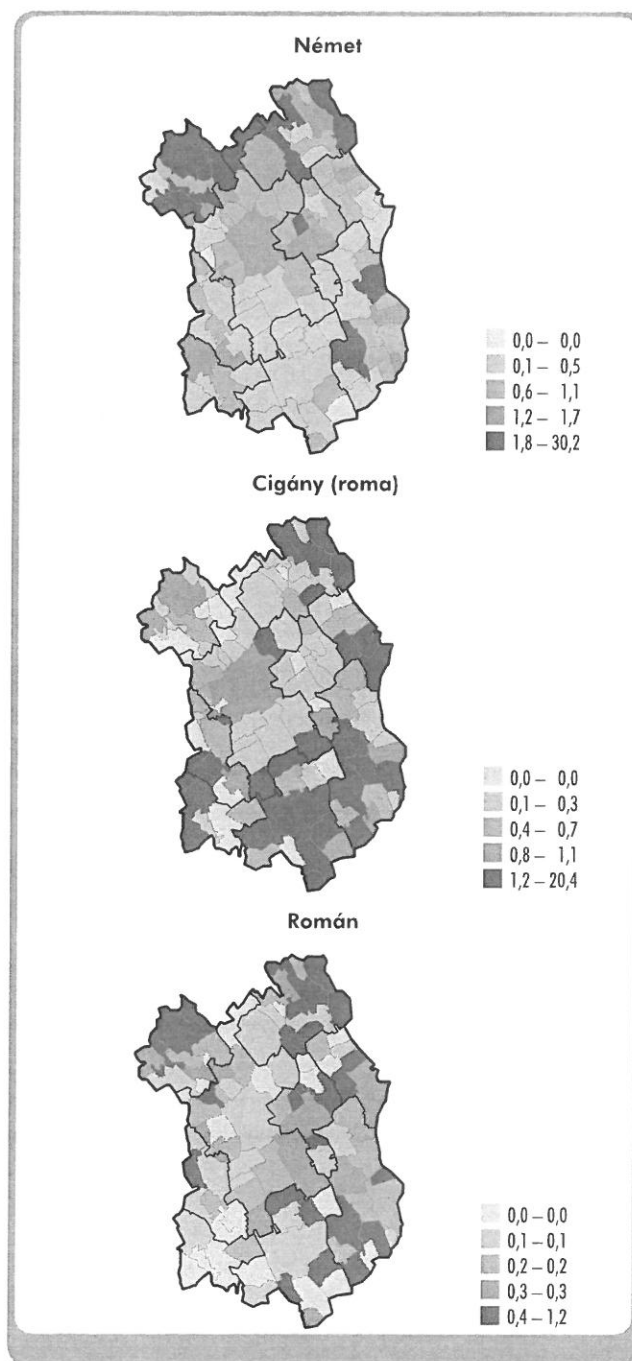 Német
0,0 – 0,0
0,1 – 0,5
0,6 – 1,1
1,2 – 1,7
1,8 – 30,2
Cigány (roma)
0,0 – 0,0
0,1 – 0,3
0,4 – 0,7
0,8 – 1,1
1,2 – 20,4
Román
0,0 – 0,0
0,1 – 0,1
0,2 – 0,2
0,3 – 0,3
0,4 – 1,2